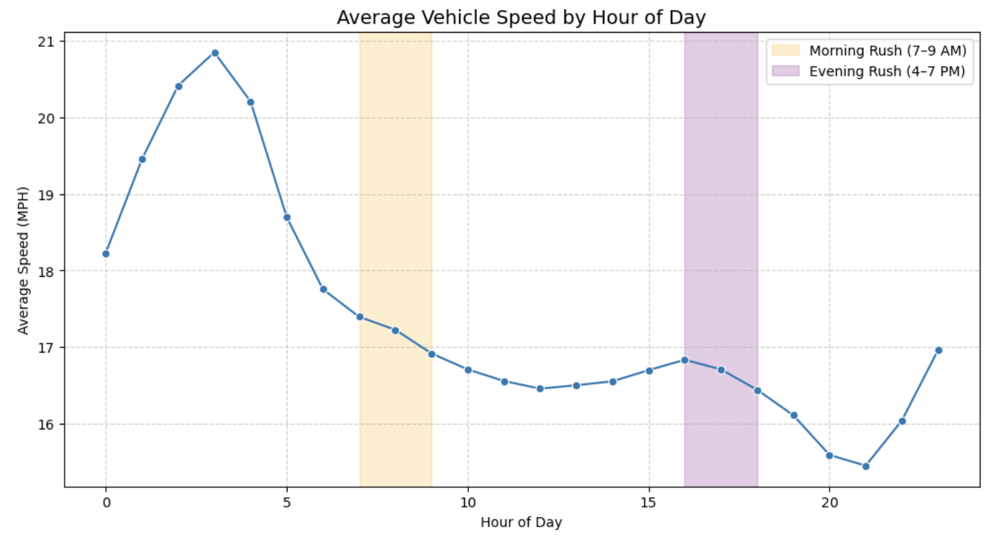 Average Vehicle Speed by Hour of Day
Morning Rush (7–9 AM)
Evening Rush (4–7 PM)
Average Speed (MPH)
21
20
19
18
17
16
0 5 10 15 20
Hour of Day